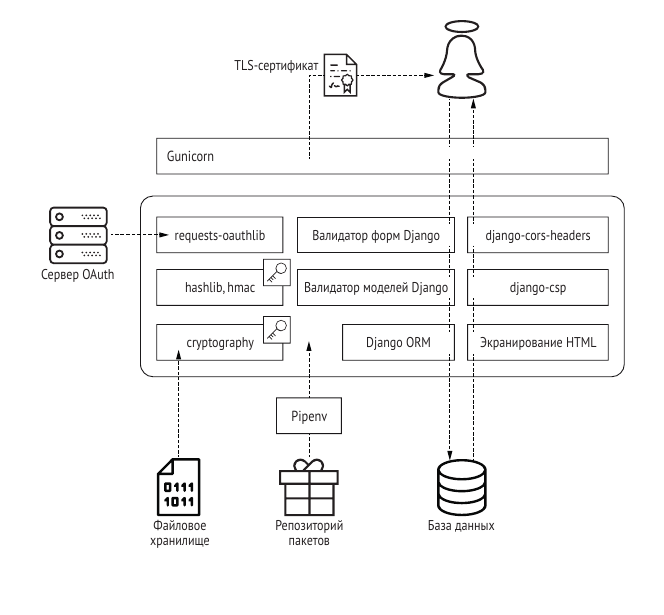 TLS-сертификат
Gunicorn
requests-oauthlib
Валидатор форм Django
django-cors-headers
Сервер OAuth
hashlib, hmac
Валидатор моделей Django
django-csp
cryptography
Django ORM
Экранирование HTML
Pipenv
0111
1011
Файловое
хранилище
Репозиторий
пакетов
База данных